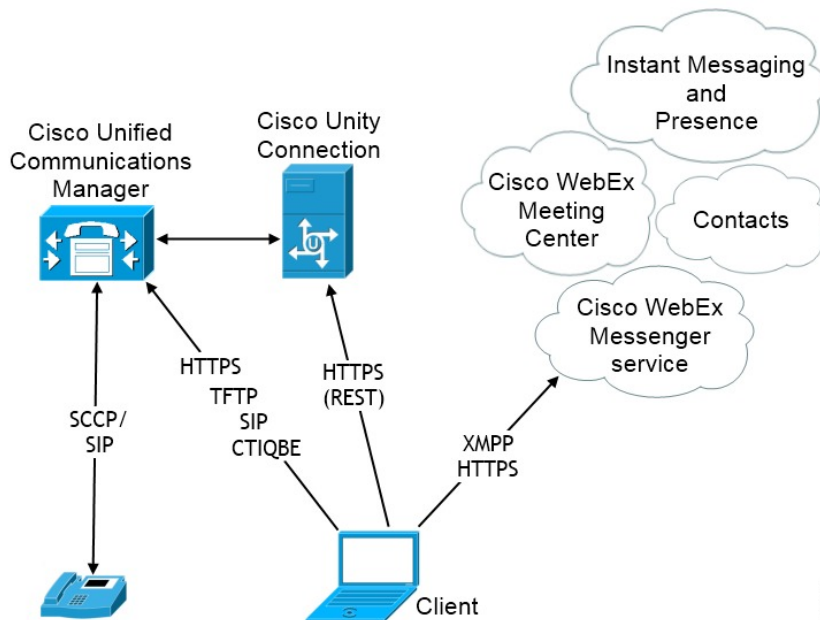 Instant Messaging
and
Presence
Cisco Unified
Communications
Manager
Cisco Unity
Connection
Cisco WebEx
Meeting
Center
Contacts
U
Cisco WebEx
Messenger
service
HTTPS
TFTP
SIP
CTIQBE
HTTPS
(REST)
SCCP/
SIP
XMPP
HTTPS
Client